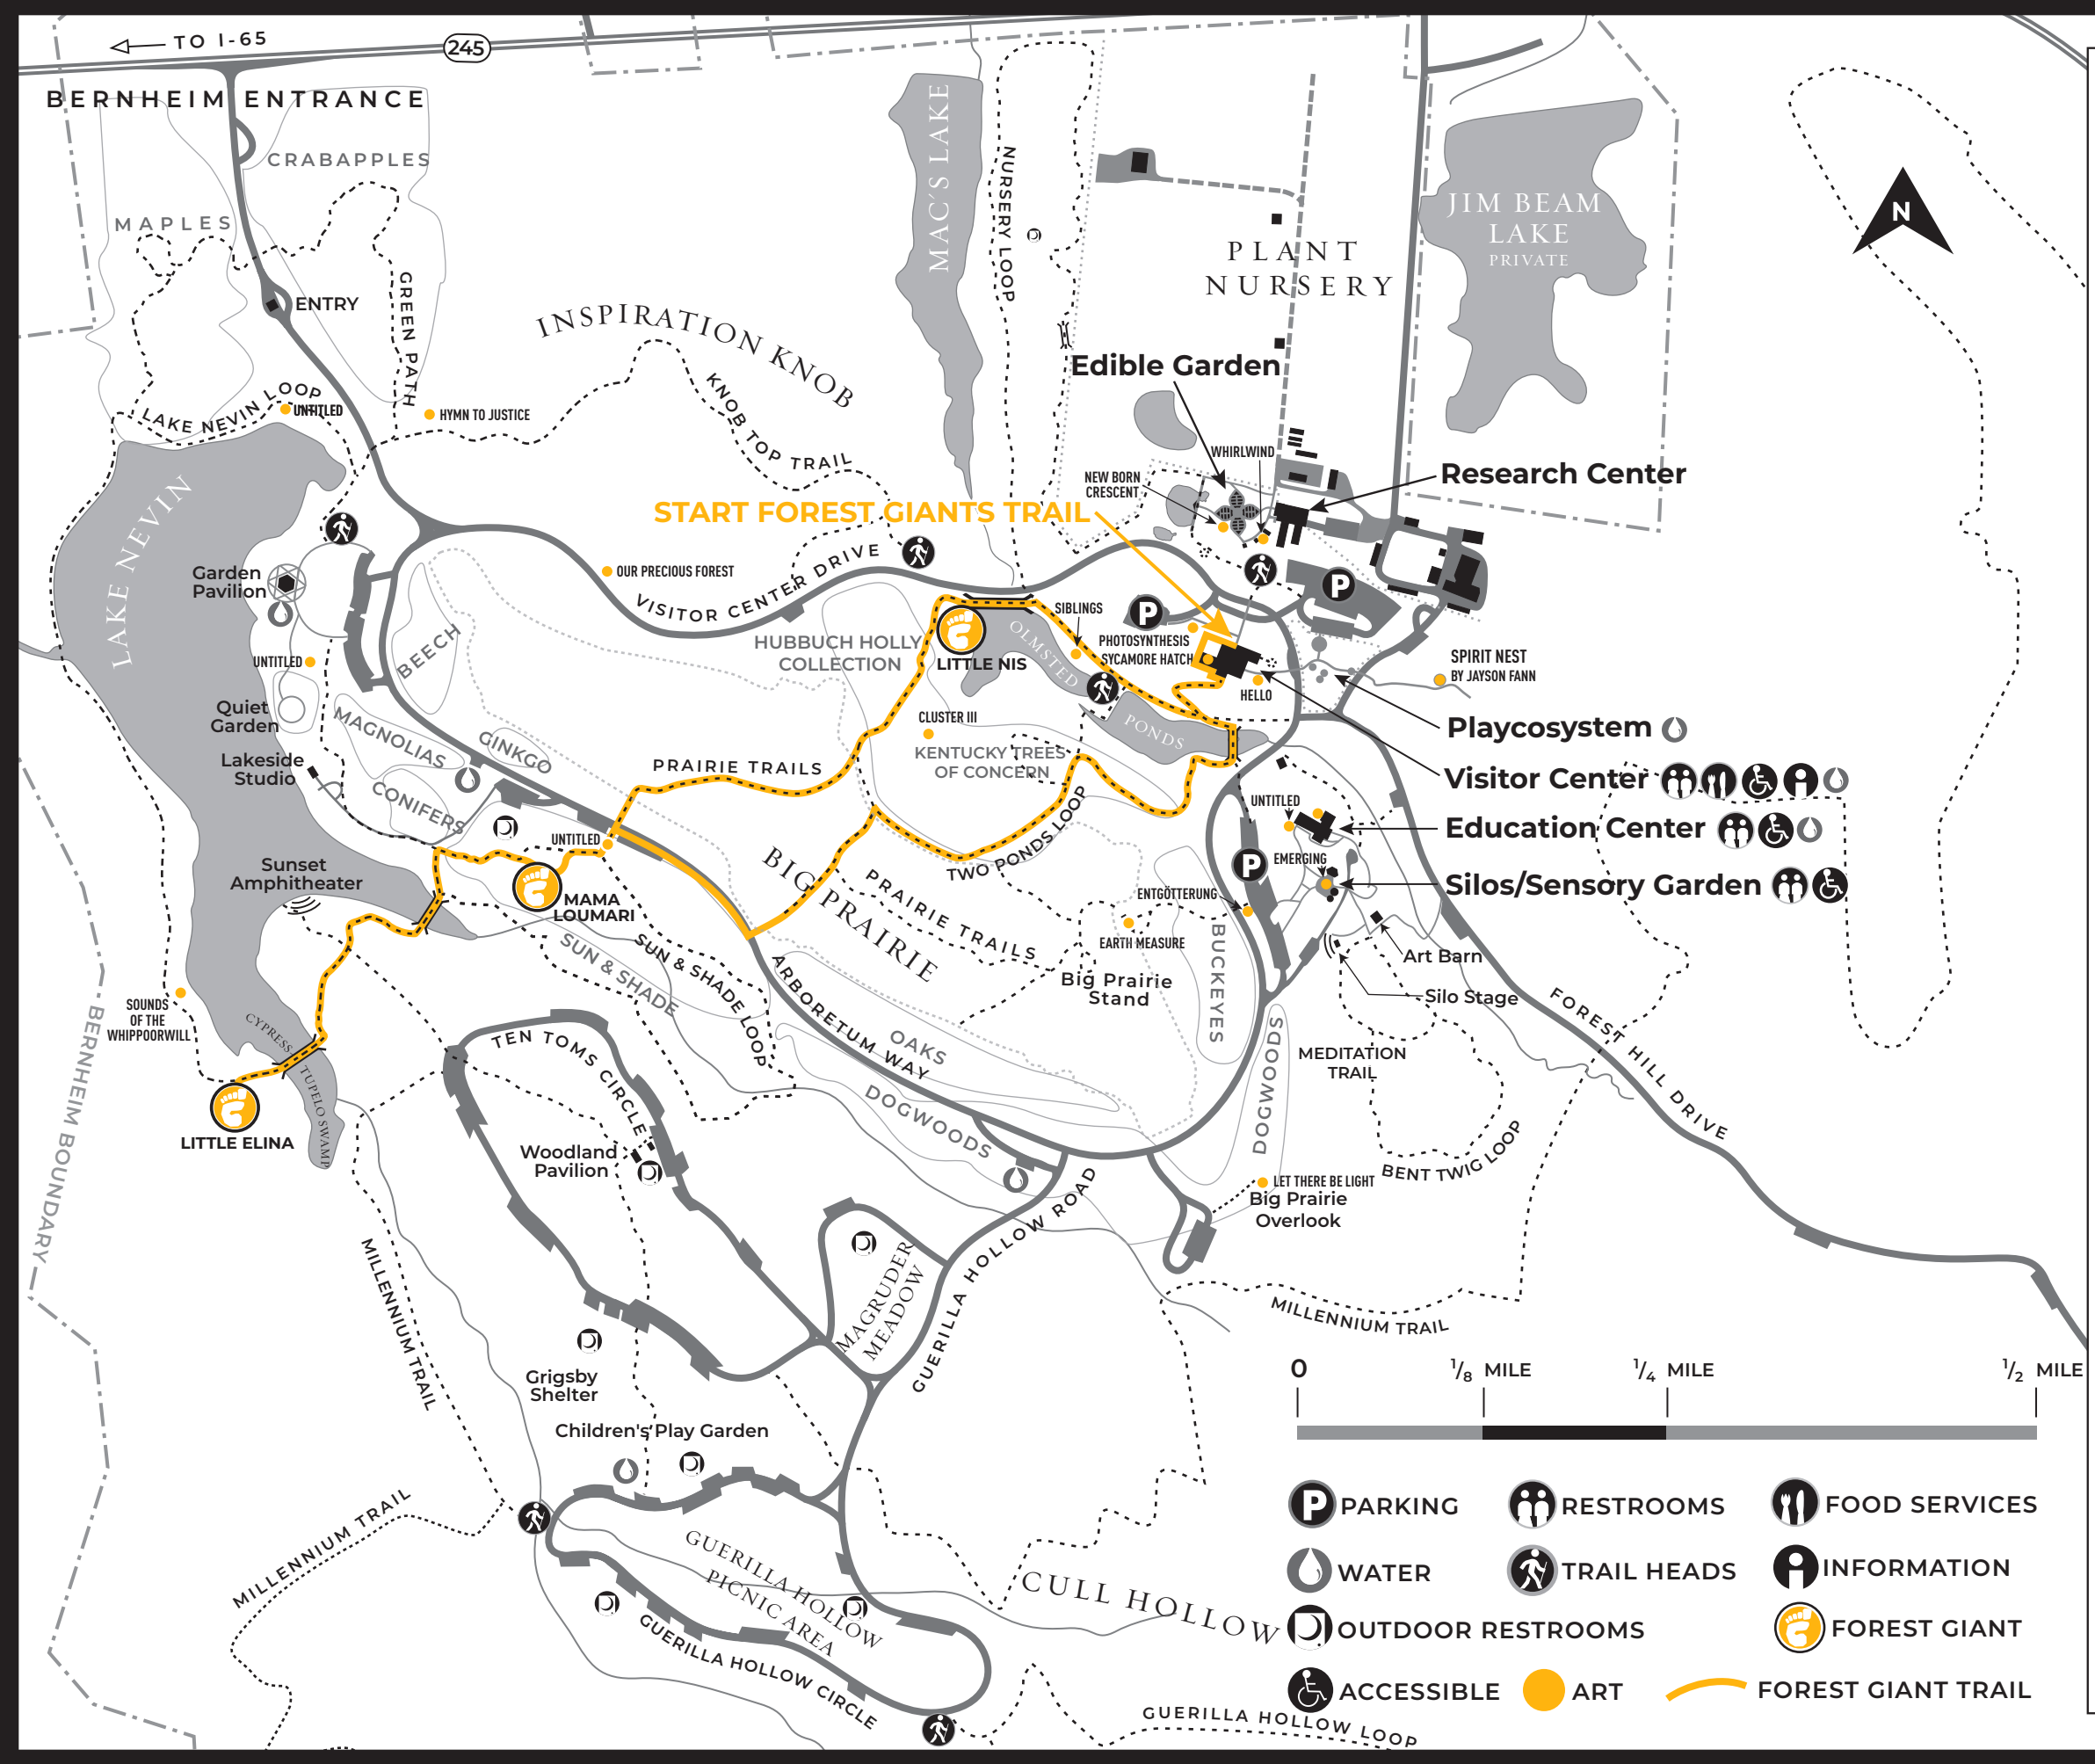 TO I-65
245
BERNHEIM ENTRANCE
CRABAPPLES
MAPLES
ENTRY
GREEN PATH
LAKE NEVIN LOOP
UNTITLED
HYMN TO JUSTICE
INSPIRATION KNOB
KNOB TOP TRAIL
MAC'S LAKE
NURSERY LOOP
PLANT
NURSERY
JIM BEAM
LAKE
PRIVATE
N
Edible Garden
WHIRLWIND
NEW BORN
CRESCENT
Research Center
START FOREST GIANTS TRAIL
LAKE NEVIN
Garden
Pavilion
OUR PRECIOUS FOREST
VISITOR CENTER DRIVE
BEECH
HUBBUCH HOLLY
COLLECTION
LITTLE NIS
OLMSTED
PONDS
SIBLINGS
P
P
PHOTOSYNTHESIS
SYCAMORE HATCH
HELLO
SPIRIT NEST
BY JAYSON FANN
UNTITLED
Quiet
Garden
MAGNOLIAS
GINKGO
Lakeside
Studio
CONIFERS
PRAIRIE TRAILS
CLUSTER III
KENTUCKY TREES
OF CONCERN
Playcosystem
Visitor Center
Education Center
Silos/Sensory Garden
UNTITLED
UNTITLED
EMERGING
P
Sunset
Amphitheater
MAMA
LOUMARI
BIG PRAIRIE
TWO PONDS LOOP
PRAIRIE TRAILS
ENTGÖTTERUNG
EARTH MEASURE
Big Prairie
Stand
BUCKEYES
Art Barn
Silo Stage
SUN & SHADE
SUN & SHADE LOOP
ARBORETUM WAY
OAKS
DOGWOODS
DOGWOODS
MEDITATION
TRAIL
FOREST HILL DRIVE
BENT TWIG LOOP
SOUNDS
OF THE
WHIPPOORWILL
CYPRESS-
TUPELO SWAMP
LITTLE ELINA
BERNHEIM BOUNDARY
TEN TOMS CIRCLE
Woodland
Pavilion
LET THERE BE LIGHT
Big Prairie
Overlook
MILLENNIUM TRAIL
MAGRUDER
MEADOW
GUERILLA HOLLOW ROAD
MILLENNIUM TRAIL
Grigsby
Shelter
Children's Play Garden
MILLENNIUM TRAIL
GUERILLA HOLLOW
PICNIC AREA
GUERILLA HOLLOW CIRCLE
CULL HOLLOW
GUERILLA HOLLOW LOOP
0 1/8 MILE 1/4 MILE 1/2 MILE
P PARKING
RESTROOMS
FOOD SERVICES
WATER
TRAIL HEADS
INFORMATION
OUTDOOR RESTROOMS
FOREST GIANT
ACCESSIBLE
ART
FOREST GIANT TRAIL